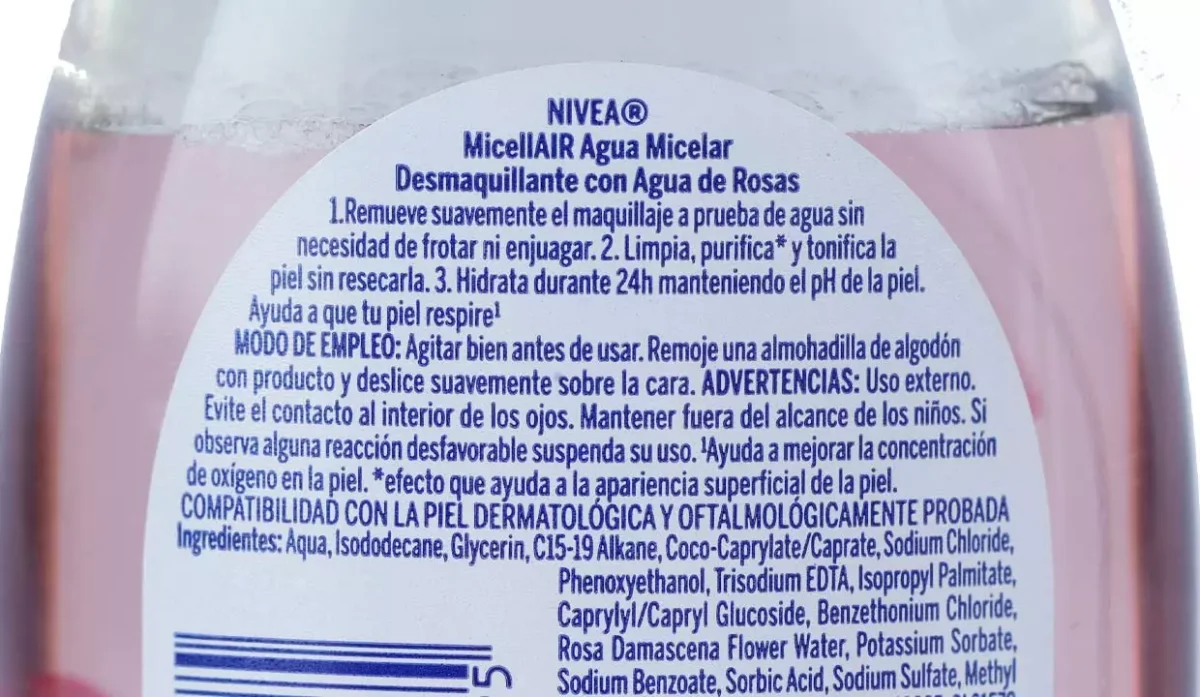 NIVEA®
MicellAIR Agua Micelar
Desmaquillante con Agua de Rosas
1.Remueve suavemente el maquillaje a prueba de agua sin
necesidad de frotar ni enjuagar. 2. Limpia, purifica* y tonifica la
piel sin resecarla. 3. Hidrata durante 24h manteniendo el pH de la piel.
Ayuda a que tu piel respire¹
MODO DE EMPLEO: Agitar bien antes de usar. Remoje una almohadilla de algodón
con producto y deslice suavemente sobre la cara. ADVERTENCIAS: Uso externo.
Evite el contacto al interior de los ojos. Mantener fuera del alcance de los niños. Si
observa alguna reacción desfavorable suspenda su uso. ¹Ayuda a mejorar la concentración
de oxígeno en la piel. *efecto que ayuda a la apariencia superficial de la piel.
COMPATIBILIDAD CON LA PIEL DERMATOLÓGICA Y OFTALMOLÓGICAMENTE PROBADA
Ingredientes: Aqua, Isododecane, Glycerin, C15-19 Alkane, Coco-Caprylate/Caprate, Sodium Chloride,
Phenoxyethanol, Trisodium EDTA, Isopropyl Palmitate,
Caprylyl/Capryl Glucoside, Benzethonium Chloride,
Rosa Damascena Flower Water, Potassium Sorbate,
Sodium Benzoate, Sorbic Acid, Sodium Sulfate, Methyl
5